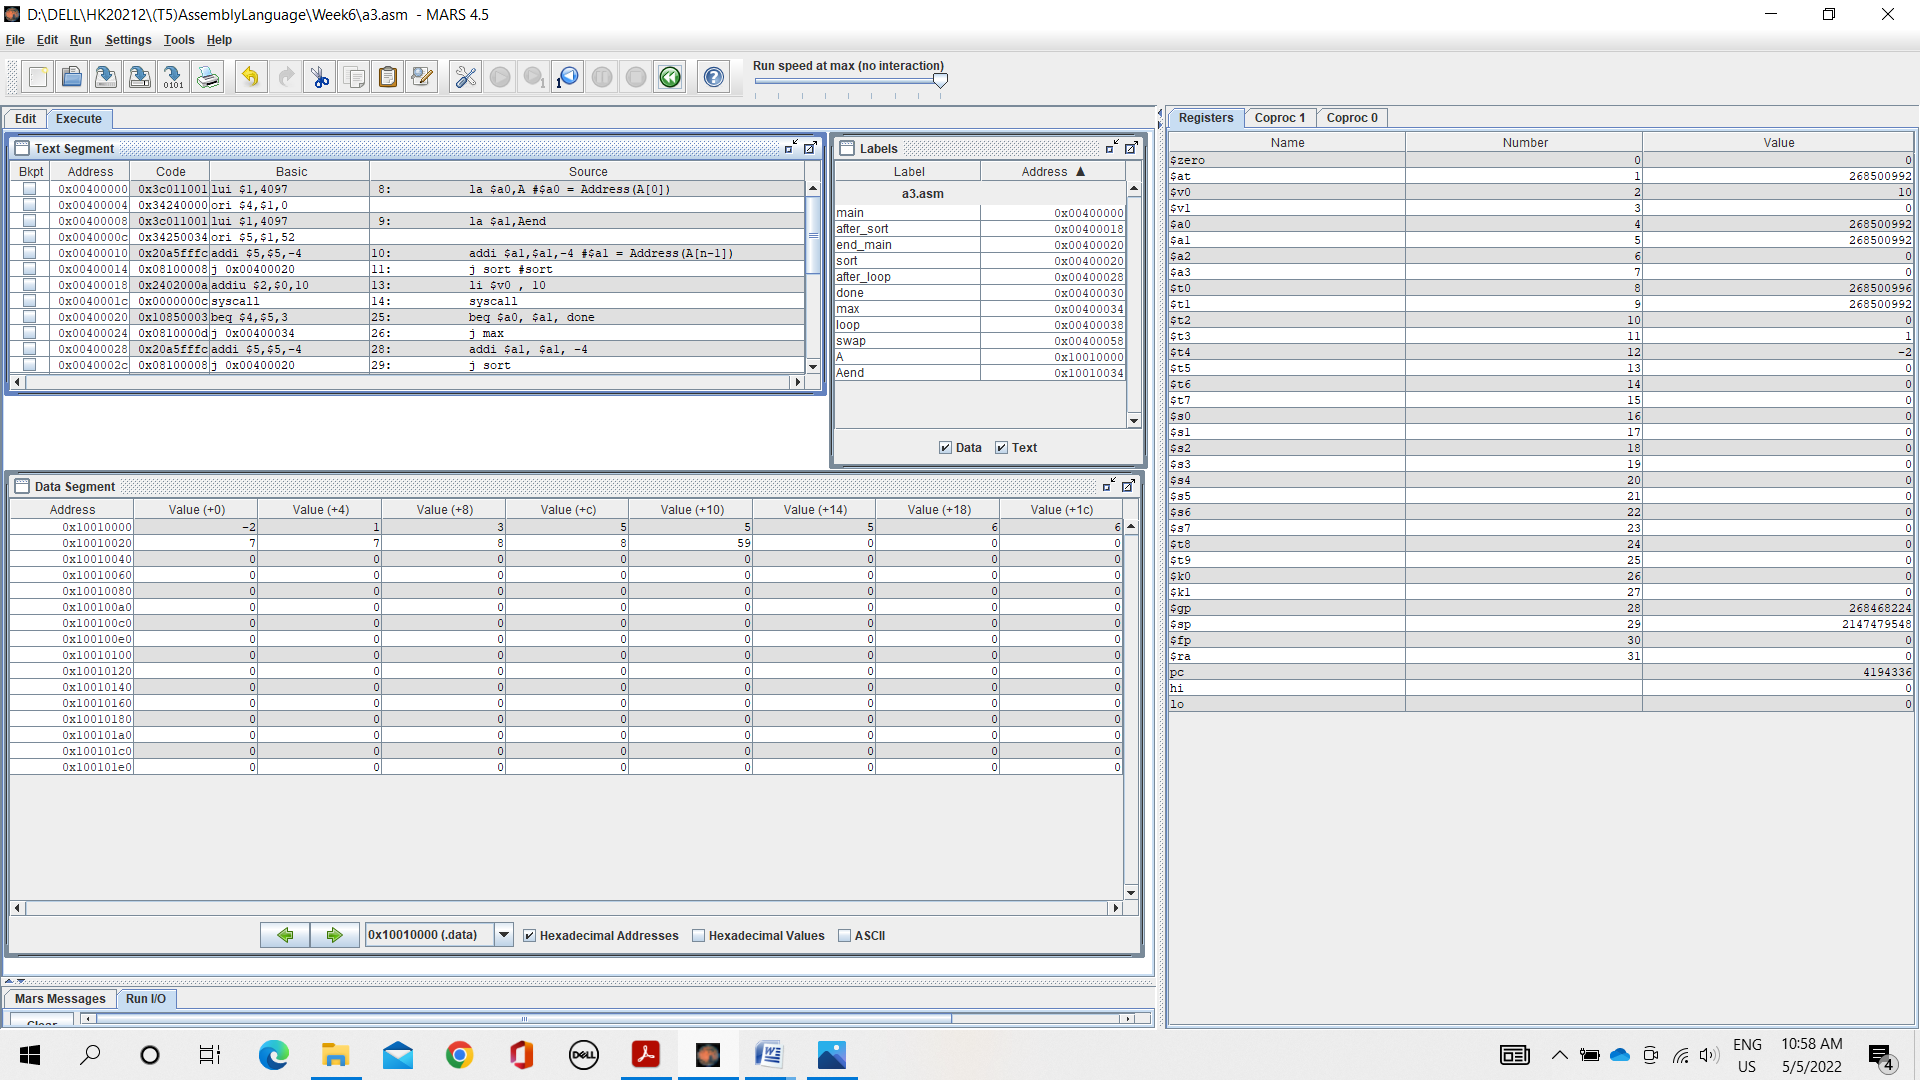 D:\DELL\HK20212\(T5)AssemblyLanguage\Week6\a3.asm - MARS 4.5
File Edit Run Settings Tools Help
Run speed at max (no interaction)
Edit Execute
Text Segment
Bkpt Address Code Basic Source
0x00400000 0x3c011001 lui $1,4097 8: la $a0,A #$a0 = Address(A[0])
0x00400004 0x34240000 ori $4,$1,0
0x00400008 0x3c011001 lui $1,4097 9: la $a1,Aend
0x0040000c 0x34250034 ori $5,$1,52
0x00400010 0x20a5fffc addi $5,$5,-4 10: addi $a1,$a1,-4 #$a1 = Address(A[n-1])
0x00400014 0x08100008 j 0x00400020 11: j sort #sort
0x00400018 0x2402000a addiu $2,$0,10 13: li $v0 , 10
0x0040001c 0x0000000c syscall 14: syscall
0x00400020 0x10850003 beq $4,$5,3 25: beq $a0, $a1, done
0x00400024 0x0810000d j 0x00400034 26: j max
0x00400028 0x20a5fffc addi $5,$5,-4 28: addi $a1, $a1, -4
0x0040002c 0x08100008 j 0x00400020 29: j sort
Labels
Label Address ▲
a3.asm
main 0x00400000
after_sort 0x00400018
end_main 0x00400020
sort 0x00400020
after_loop 0x00400028
done 0x00400030
max 0x00400034
loop 0x00400038
swap 0x00400058
A 0x10010000
Aend 0x10010034
Data Text
Data Segment
Address Value (+0) Value (+4) Value (+8) Value (+c) Value (+10) Value (+14) Value (+18) Value (+1c)
0x10010000 -2 1 3 5 5 5 6 6
0x10010020 7 7 8 8 59 0 0 0
0x10010040 0 0 0 0 0 0 0 0
0x10010060 0 0 0 0 0 0 0 0
0x10010080 0 0 0 0 0 0 0 0
0x100100a0 0 0 0 0 0 0 0 0
0x100100c0 0 0 0 0 0 0 0 0
0x100100e0 0 0 0 0 0 0 0 0
0x10010100 0 0 0 0 0 0 0 0
0x10010120 0 0 0 0 0 0 0 0
0x10010140 0 0 0 0 0 0 0 0
0x10010160 0 0 0 0 0 0 0 0
0x10010180 0 0 0 0 0 0 0 0
0x100101a0 0 0 0 0 0 0 0 0
0x100101c0 0 0 0 0 0 0 0 0
0x100101e0 0 0 0 0 0 0 0 0
0x10010000 (.data) Hexadecimal Addresses Hexadecimal Values ASCII
Mars Messages Run I/O
Clear
Registers Coproc 1 Coproc 0
Name Number Value
$zero 0 0
$at 1 268500992
$v0 2 10
$v1 3 0
$a0 4 268500992
$a1 5 268500992
$a2 6 0
$a3 7 0
$t0 8 268500996
$t1 9 268500992
$t2 10 0
$t3 11 1
$t4 12 -2
$t5 13 0
$t6 14 0
$t7 15 0
$s0 16 0
$s1 17 0
$s2 18 0
$s3 19 0
$s4 20 0
$s5 21 0
$s6 22 0
$s7 23 0
$t8 24 0
$t9 25 0
$k0 26 0
$k1 27 0
$gp 28 268468224
$sp 29 2147479548
$fp 30 0
$ra 31 0
pc 4194336
hi 0
lo 0
DELL
ENG
US
10:58 AM
5/5/2022
4